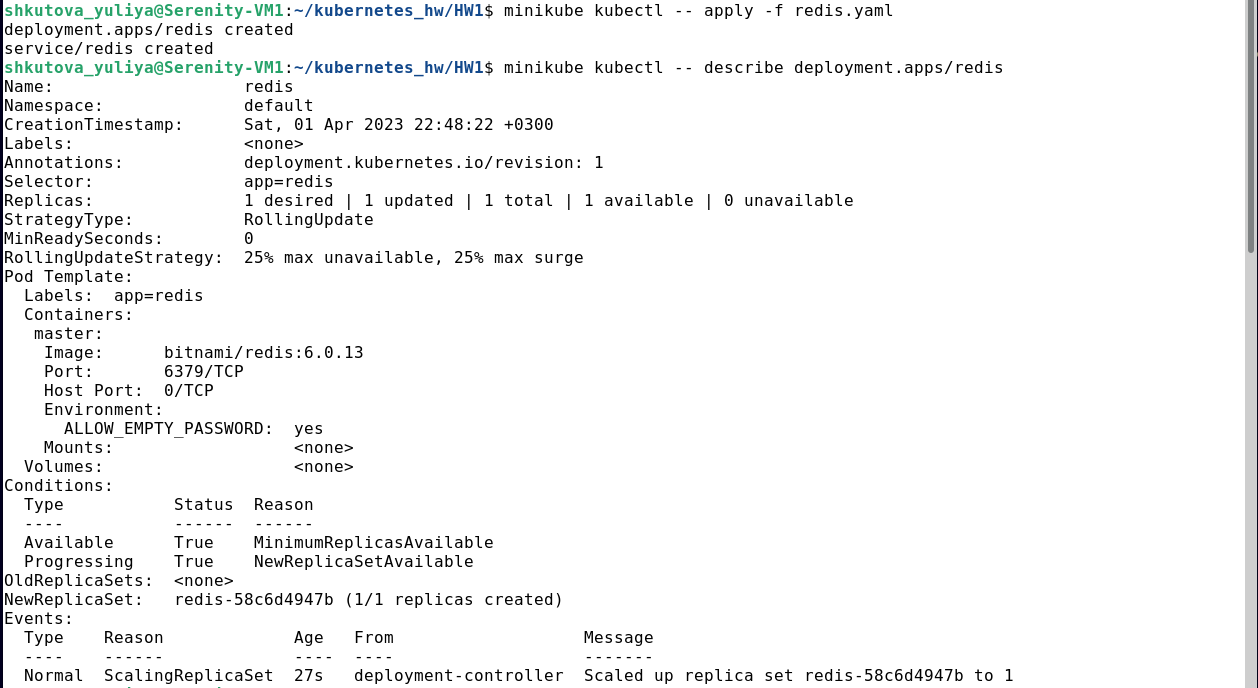 shkutova_yuliya@Serenity-VM1:~/kubernetes_hw/HW1$ minikube kubectl -- apply -f redis.yaml
deployment.apps/redis created
service/redis created
shkutova_yuliya@Serenity-VM1:~/kubernetes_hw/HW1$ minikube kubectl -- describe deployment.apps/redis
Name:                   redis
Namespace:              default
CreationTimestamp:      Sat, 01 Apr 2023 22:48:22 +0300
Labels:                 <none>
Annotations:            deployment.kubernetes.io/revision: 1
Selector:               app=redis
Replicas:               1 desired | 1 updated | 1 total | 1 available | 0 unavailable
StrategyType:           RollingUpdate
MinReadySeconds:        0
RollingUpdateStrategy:  25% max unavailable, 25% max surge
Pod Template:
  Labels:  app=redis
  Containers:
   master:
    Image:      bitnami/redis:6.0.13
    Port:       6379/TCP
    Host Port:  0/TCP
    Environment:
      ALLOW_EMPTY_PASSWORD:  yes
    Mounts:                  <none>
  Volumes:                   <none>
Conditions:
  Type           Status  Reason
  ----           ------  ------
  Available      True    MinimumReplicasAvailable
  Progressing    True    NewReplicaSetAvailable
OldReplicaSets:  <none>
NewReplicaSet:   redis-58c6d4947b (1/1 replicas created)
Events:
  Type    Reason             Age   From                   Message
  ----    ------             ----  ----                   -------
  Normal  ScalingReplicaSet  27s   deployment-controller  Scaled up replica set redis-58c6d4947b to 1